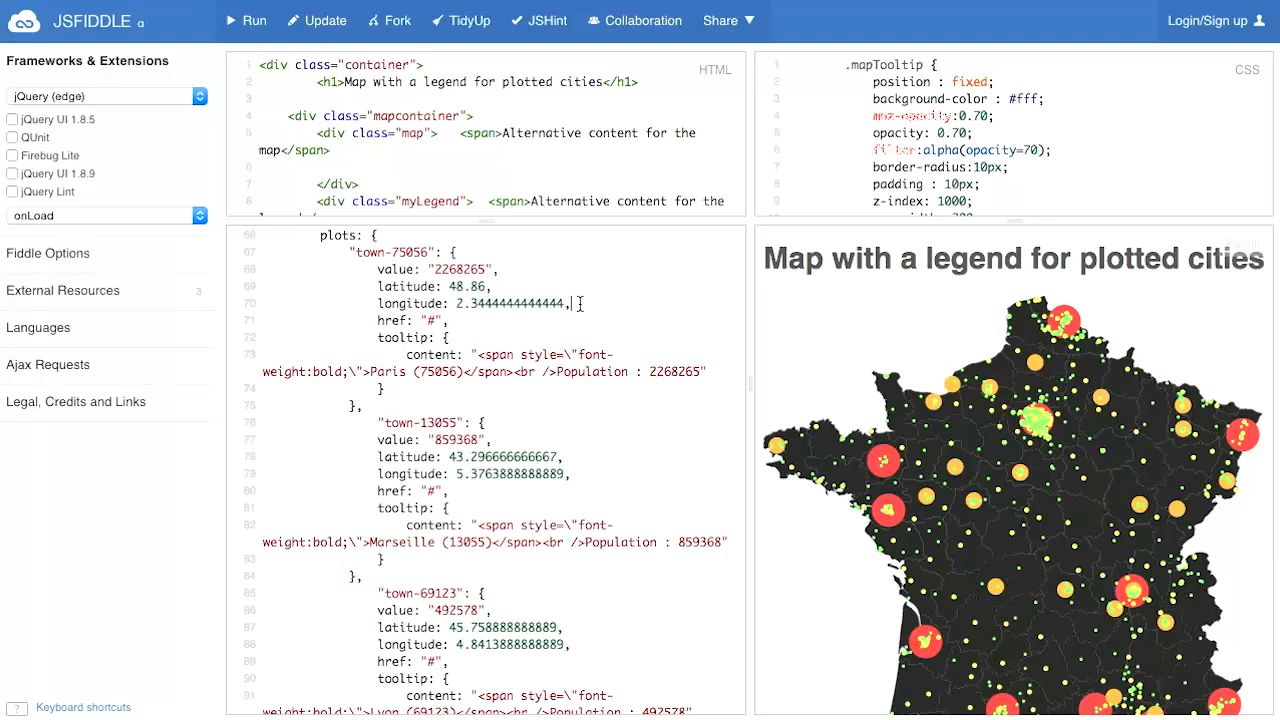 JSFIDDLE α
Run
Update
Fork
TidyUp
JSHint
Collaboration
Share
Login/Sign up
Frameworks & Extensions
jQuery (edge)
jQuery UI 1.8.5
QUnit
Firebug Lite
jQuery UI 1.8.9
jQuery Lint
onLoad
Fiddle Options
External Resources 3
Languages
Ajax Requests
Legal, Credits and Links
? Keyboard shortcuts
HTML
1 <div class="container">
2 <h1>Map with a legend for plotted cities</h1>
3
4 <div class="mapcontainer">
5 <div class="map"> <span>Alternative content for the
map</span>
6
7 </div>
8 <div class="myLegend"> <span>Alternative content for the
CSS
1 .mapTooltip {
2 position : fixed;
3 background-color : #fff;
4 moz-opacity:0.70;
5 opacity: 0.70;
6 filter:alpha(opacity=70);
7 border-radius:10px;
8 padding : 10px;
9 z-index: 1000;
66 plots: {
67 "town-75056": {
68 value: "2268265",
69 latitude: 48.86,
70 longitude: 2.3444444444444,
71 href: "#",
72 tooltip: {
73 content: "<span style=\"font-
weight:bold;\">Paris (75056)</span><br />Population : 2268265"
74 }
75 },
76 "town-13055": {
77 value: "859368",
78 latitude: 43.296666666667,
79 longitude: 5.3763888888889,
80 href: "#",
81 tooltip: {
82 content: "<span style=\"font-
weight:bold;\">Marseille (13055)</span><br />Population : 859368"
83 }
84 },
85 "town-69123": {
86 value: "492578",
87 latitude: 45.758888888889,
88 longitude: 4.8413888888889,
89 href: "#",
90 tooltip: {
91 content: "<span style=\"font-
weight:bold;\">Lyon (69123)</span><br />Population : 492578"
Map with a legend for plotted cities